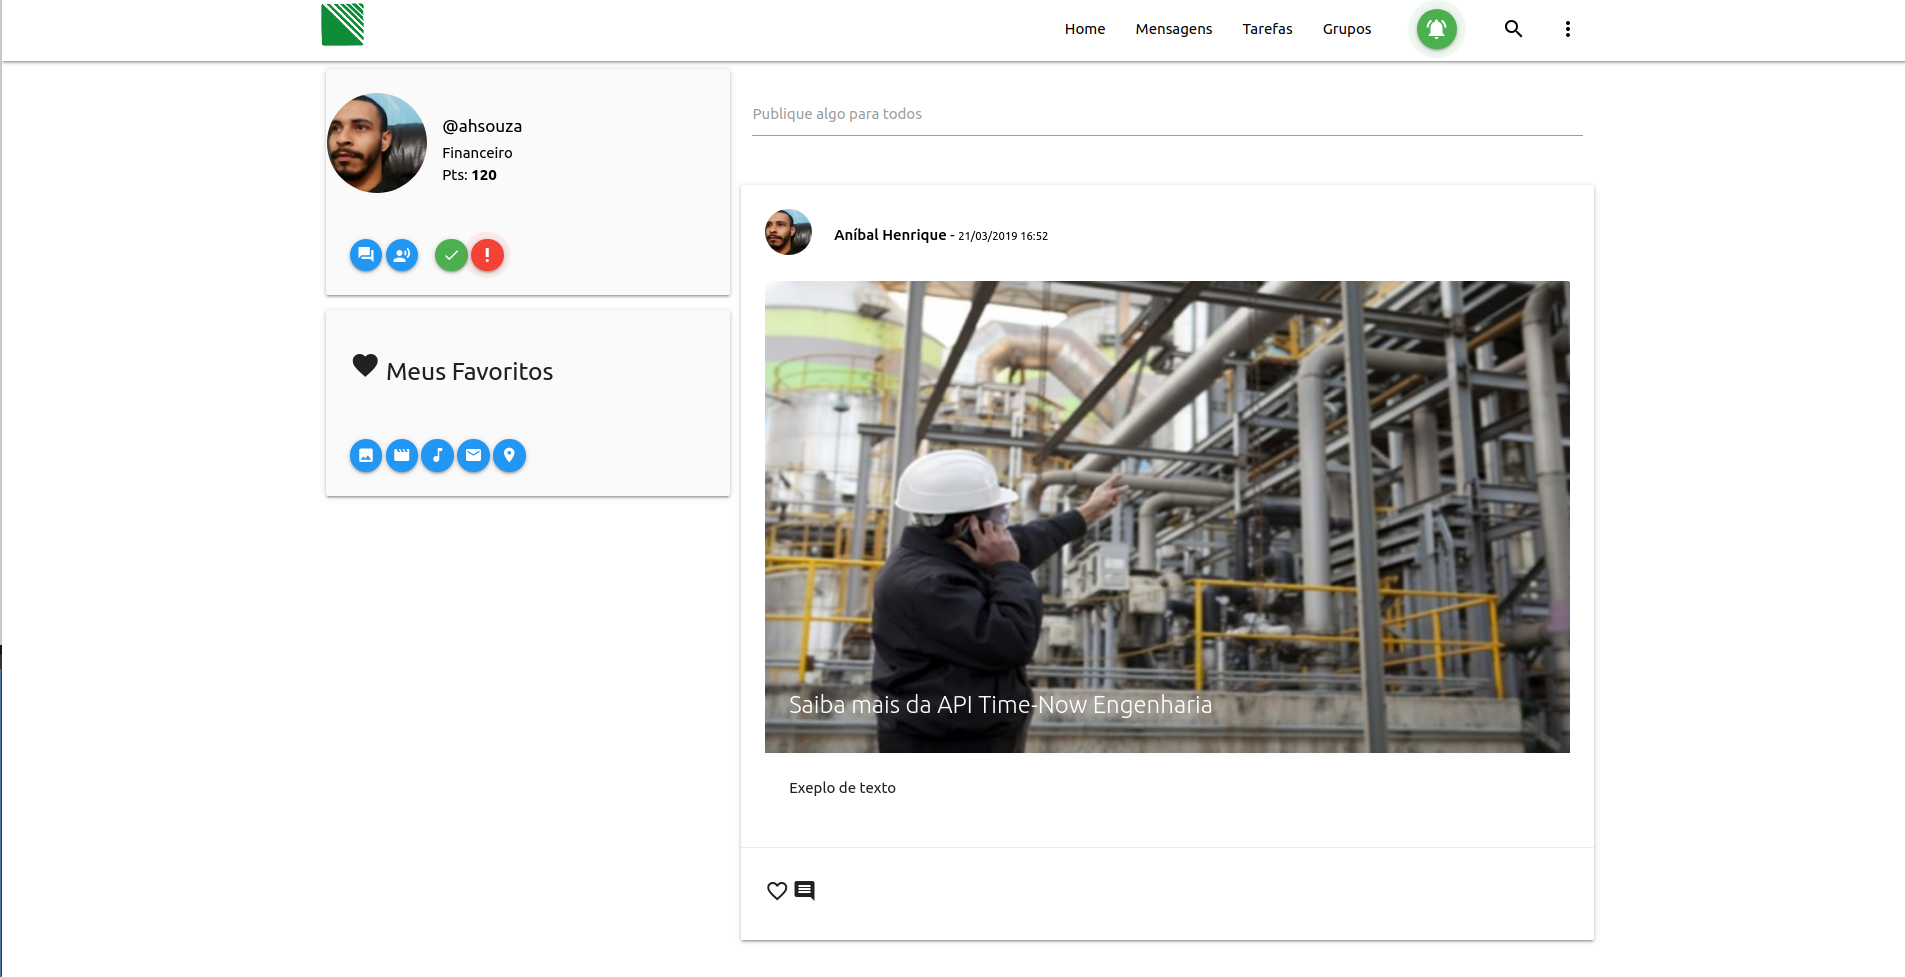 Home Mensagens Tarefas Grupos
@ahsouza
Financeiro
Pts: 120
Meus Favoritos
Publique algo para todos
Aníbal Henrique - 21/03/2019 16:52
Saiba mais da API Time-Now Engenharia
Exeplo de texto